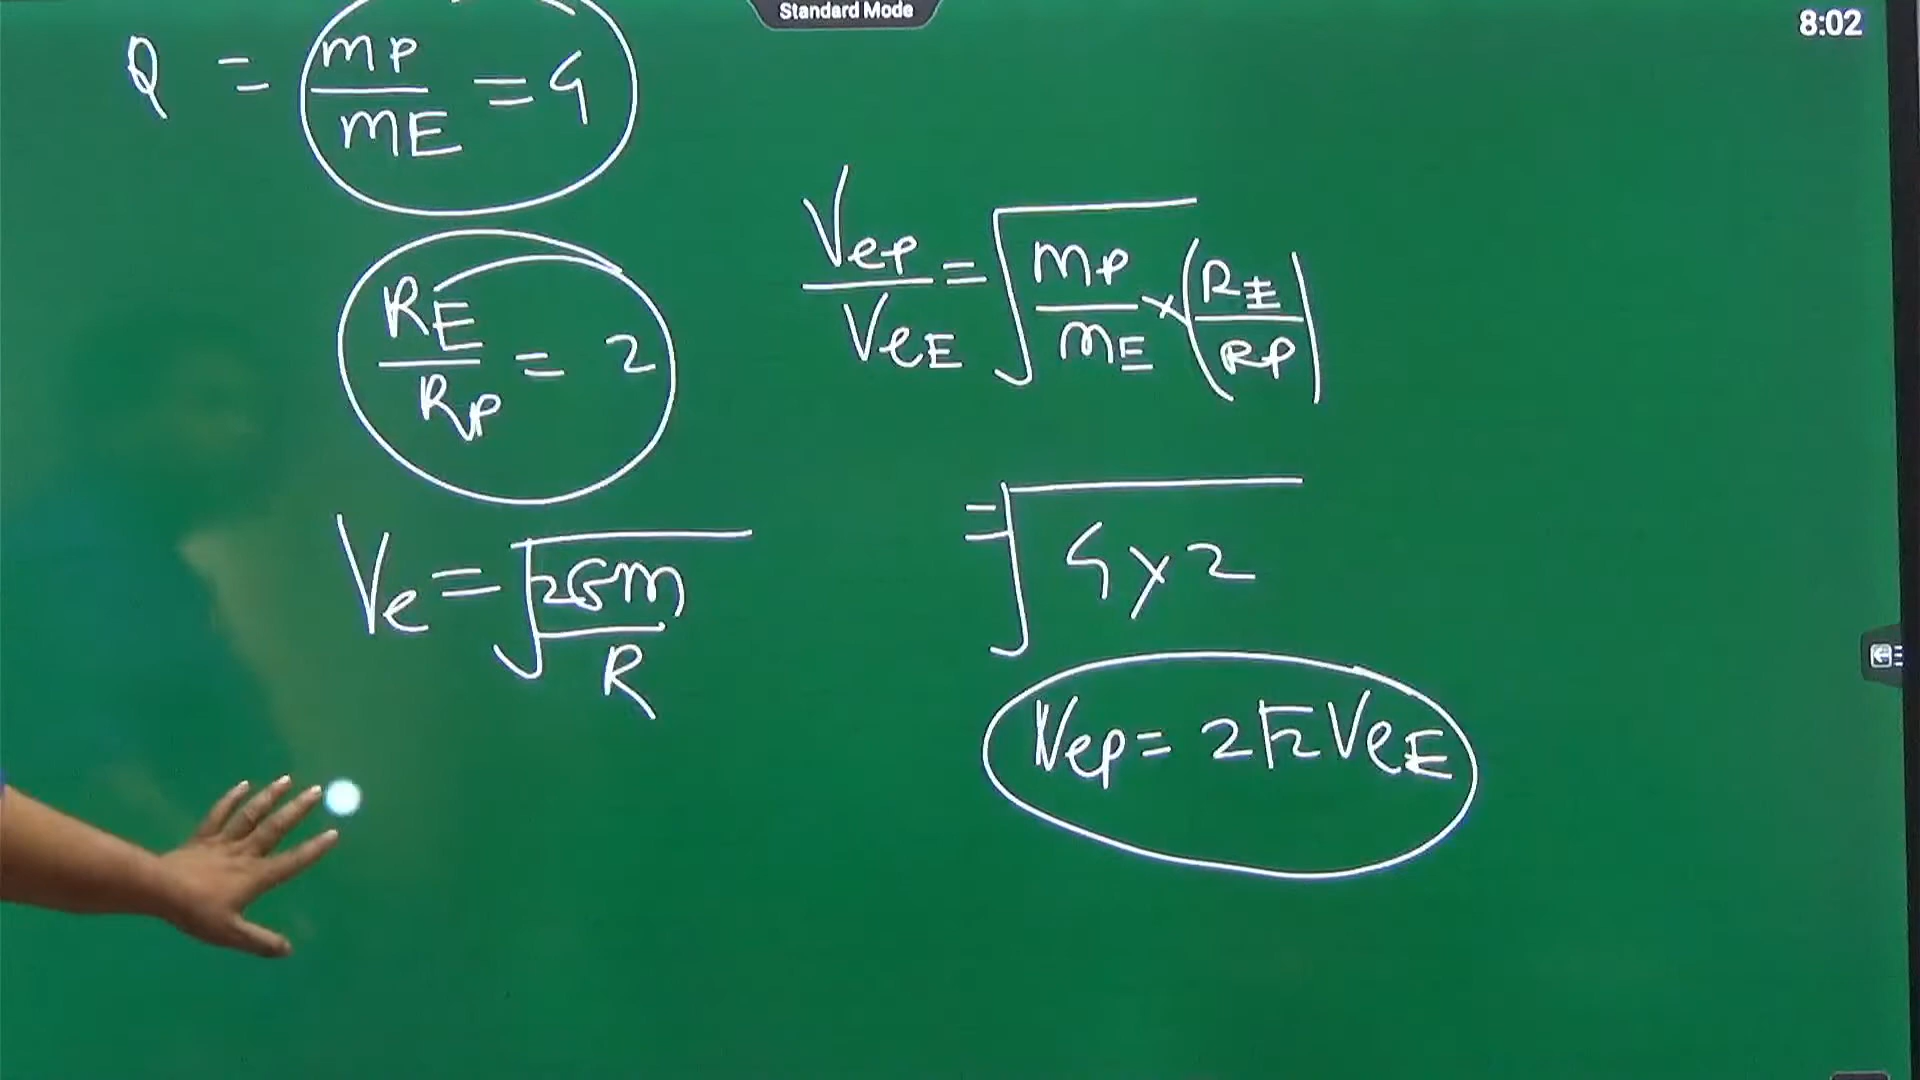 Standard Mode
8:02
Q = mp/mE = 4
RE/Rp = 2
Ve = √2Gm/R
Vep/VeE = √mp/mE × (RE/RP)
= √4×2
Vep = 2√2 VeE